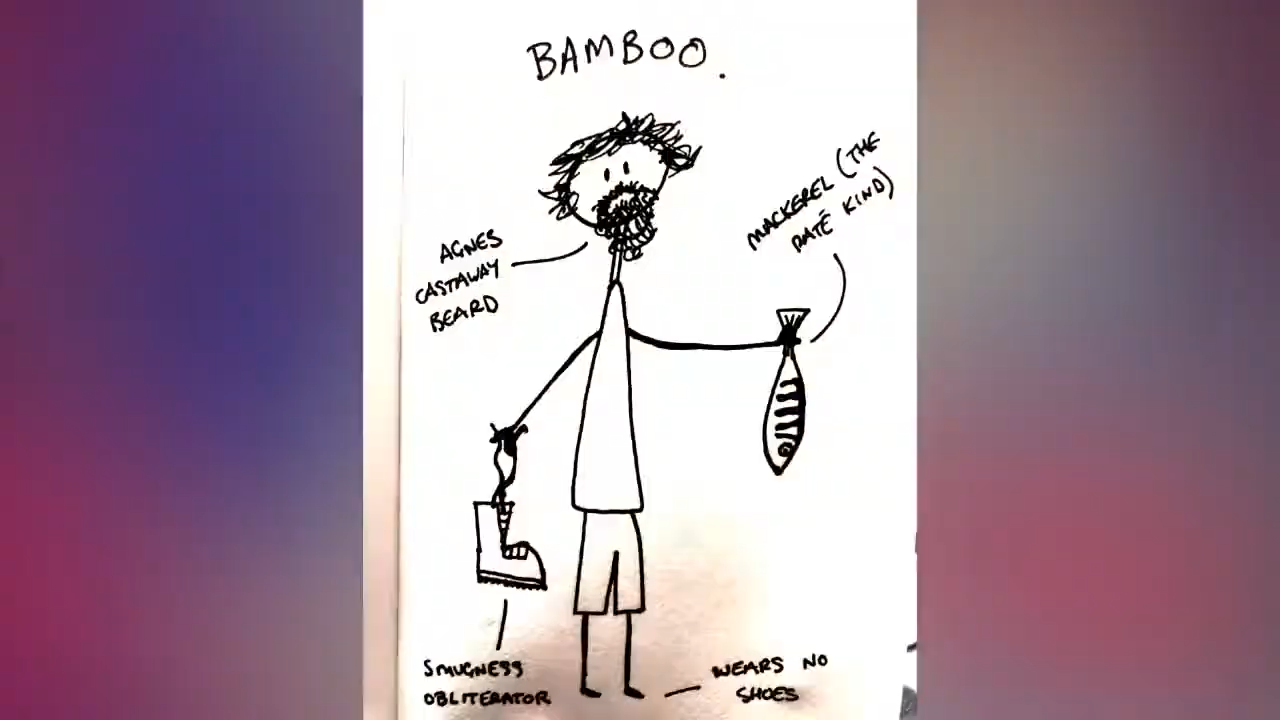 BAMBOO.
AGNES
CASTAWAY
BEARD
MACKEREL (THE
PATÉ KIND)
SMUGNESS
OBLITERATOR
WEARS NO
SHOES